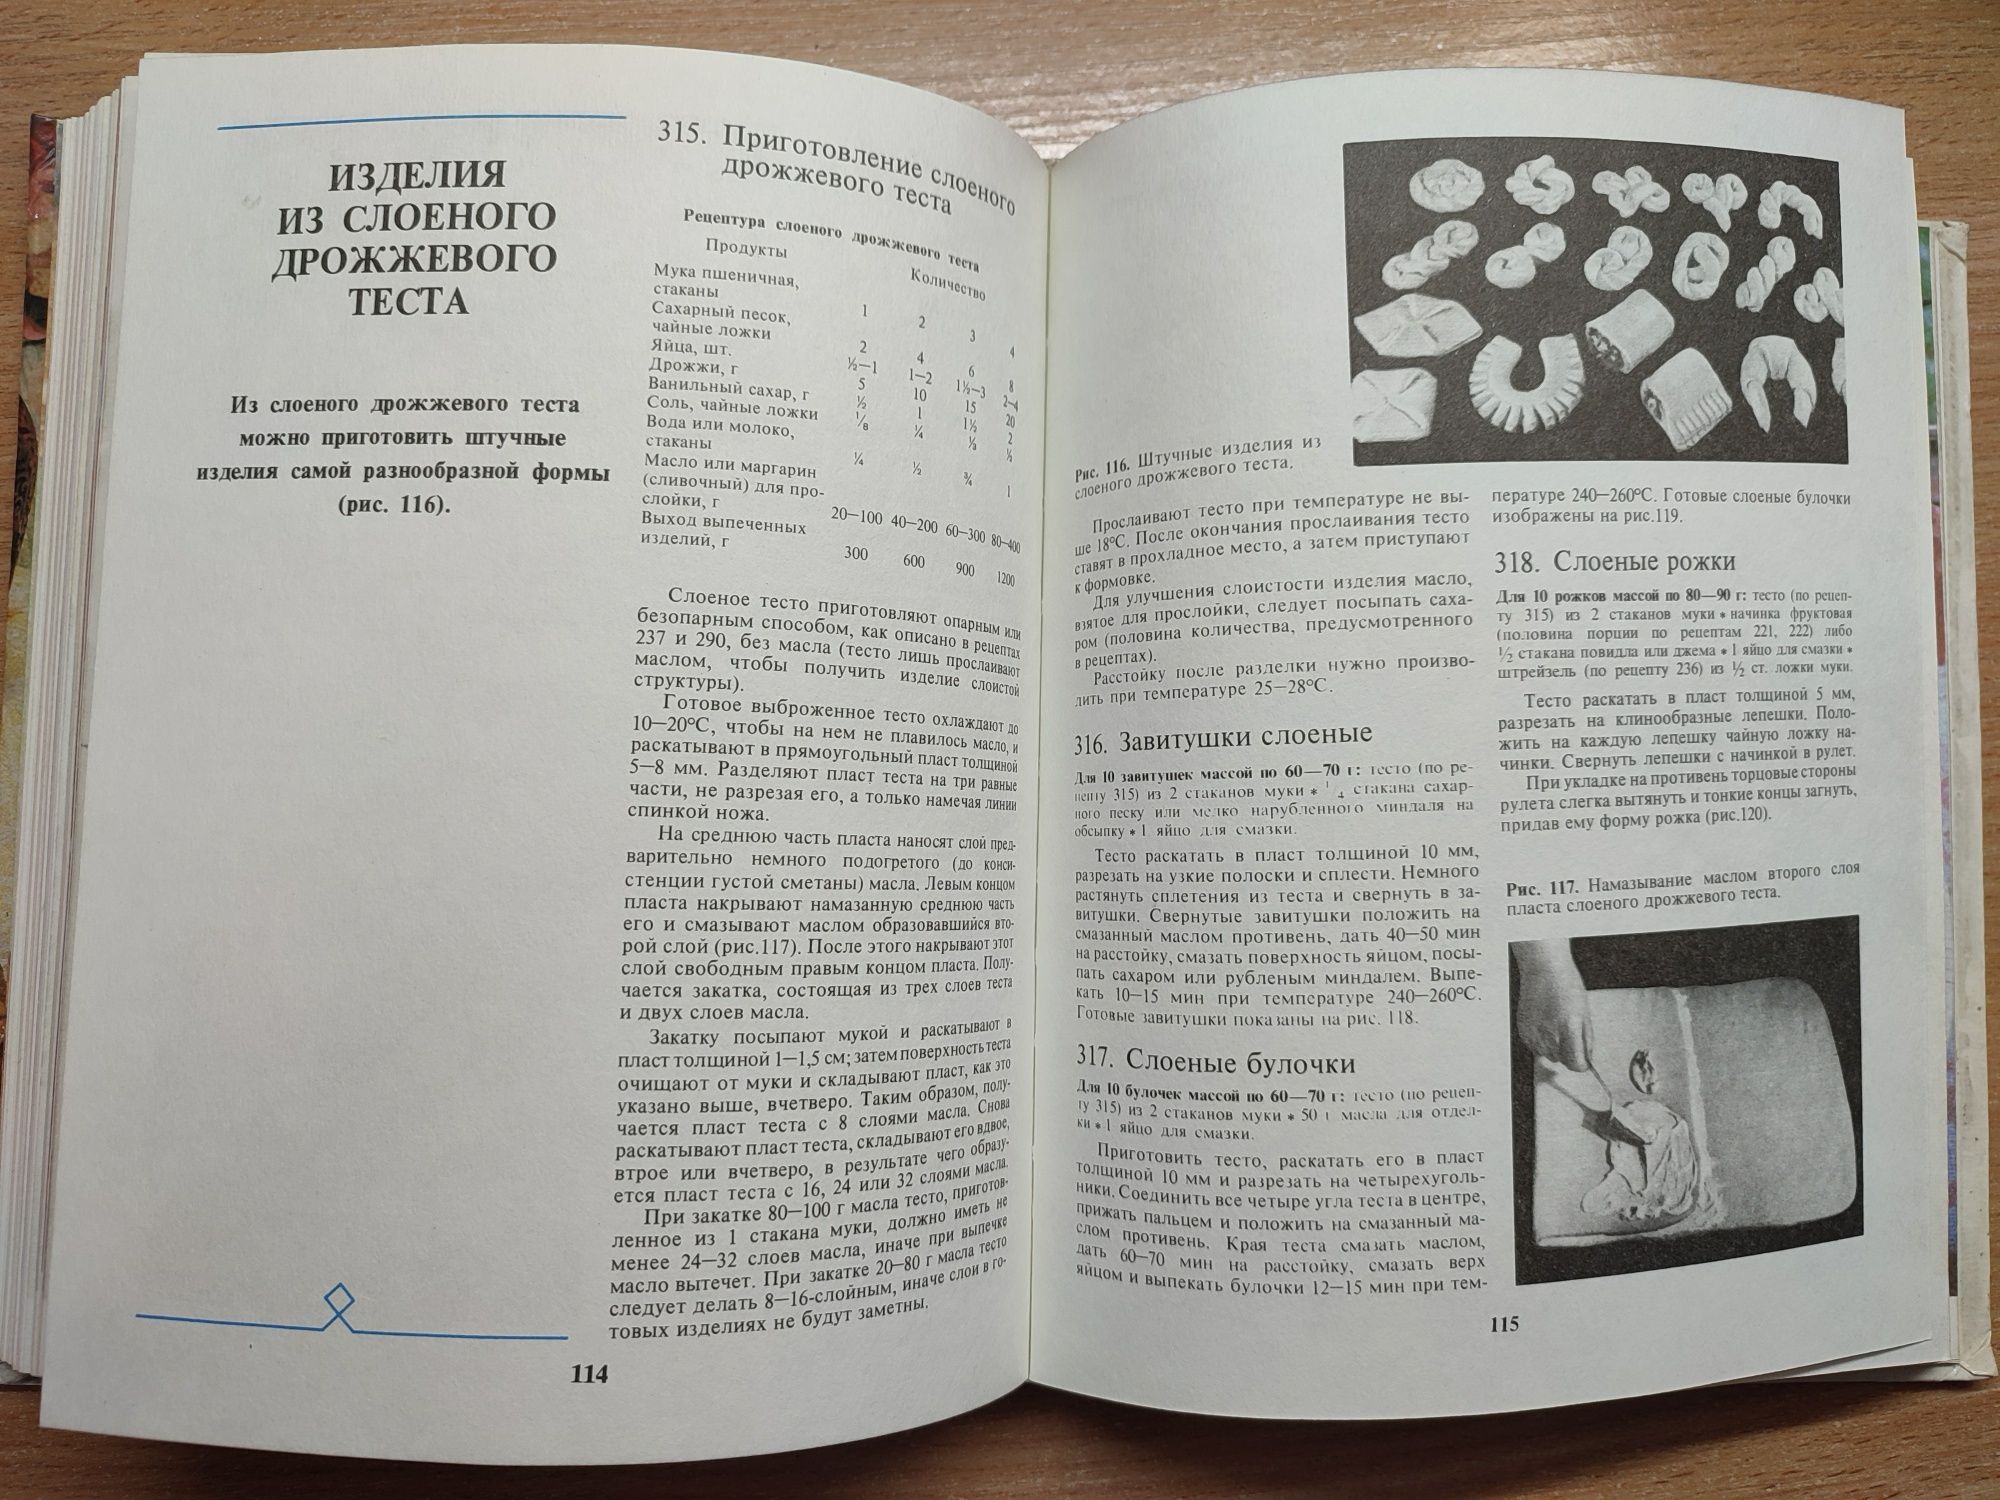 ИЗДЕЛИЯ
ИЗ СЛОЕНОГО
ДРОЖЖЕВОГО
ТЕСТА
Из слоеного дрожжевого теста
можно приготовить штучные
изделия самой разнообразной формы
(рис. 116).
315. Приготовление слоеного
дрожжевого теста
Рецептура слоеного дрожжевого теста
Продукты Количество
Мука пшеничная,
стаканы 1 2 3 4
Сахарный песок,
чайные ложки 2 4 6 8
Яйца, шт. ½—1 1—2 1½—3 2—4
Дрожжи, г 5 10 15 20
Ванильный сахар, г ½ 1 1½ 2
Соль, чайные ложки ⅛ ¼ ⅓ ½
Вода или молоко,
стаканы ¼ ½ ¾ 1
Масло или маргарин
(сливочный) для про-
слойки, г 20—100 40—200 60—300 80—400
Выход выпеченных
изделий, г 300 600 900 1200
Слоеное тесто приготовляют опарным или
безопарным способом, как описано в рецептах
237 и 290, без масла (тесто лишь прослаивают
маслом, чтобы получить изделие слоистой
структуры).
Готовое выброженное тесто охлаждают до
10—20°С, чтобы на нем не плавилось масло, и
раскатывают в прямоугольный пласт толщиной
5—8 мм. Разделяют пласт теста на три равные
части, не разрезая его, а только намечая линии
спинкой ножа.
На среднюю часть пласта наносят слой пред-
варительно немного подогретого (до конси-
стенции густой сметаны) масла. Левым концом
пласта накрывают намазанную среднюю часть
его и смазывают маслом образовавшийся вто-
рой слой (рис.117). После этого накрывают этот
слой свободным правым концом пласта. Полу-
чается закатка, состоящая из трех слоев теста
и двух слоев масла.
Закатку посыпают мукой и раскатывают в
пласт толщиной 1—1,5 см; затем поверхность теста
очищают от муки и складывают пласт, как это
указано выше, вчетверо. Таким образом, полу-
чается пласт теста с 8 слоями масла. Снова
раскатывают пласт теста, складывают его вдвое,
втрое или вчетверо, в результате чего образу-
ется пласт теста с 16, 24 или 32 слоями масла.
При закатке 80—100 г масла тесто, приготов-
ленное из 1 стакана муки, должно иметь не
менее 24—32 слоев масла, иначе при выпечке
масло вытечет. При закатке 20—80 г масла тесто
следует делать 8—16-слойным, иначе слои в го-
товых изделиях не будут заметны.
114
Рис. 116. Штучные изделия из
слоеного дрожжевого теста.
Прослаивают тесто при температуре не вы-
ше 18°С. После окончания прослаивания тесто
ставят в прохладное место, а затем приступают
к формовке.
Для улучшения слоистости изделия масло,
взятое для прослойки, следует посыпать саха-
ром (половина количества, предусмотренного
в рецептах).
Расстойку после разделки нужно произво-
дить при температуре 25—28°С.
316. Завитушки слоеные
Для 10 завитушек массой по 60—70 г: тесто (по ре-
цепту 315) из 2 стаканов муки * ¼ стакана сахар-
ного песку или мелко нарубленного миндаля на
обсыпку * 1 яйцо для смазки.
Тесто раскатать в пласт толщиной 10 мм,
разрезать на узкие полоски и сплести. Немного
растянуть сплетения из теста и свернуть в за-
витушки. Свернутые завитушки положить на
смазанный маслом противень, дать 40—50 мин
на расстойку, смазать поверхность яйцом, посы-
пать сахаром или рубленым миндалем. Выпе-
кать 10—15 мин при температуре 240—260°С.
Готовые завитушки показаны на рис. 118.
317. Слоеные булочки
Для 10 булочек массой по 60—70 г: тесто (по рецеп-
ту 315) из 2 стаканов муки * 50 г масла для отдел-
ки * 1 яйцо для смазки.
Приготовить тесто, раскатать его в пласт
толщиной 10 мм и разрезать на четырехуголь-
ники. Соединить все четыре угла теста в центре,
прижать пальцем и положить на смазанный ма-
слом противень. Края теста смазать маслом,
дать 60—70 мин на расстойку, смазать верх
яйцом и выпекать булочки 12—15 мин при тем-
пературе 240—260°С. Готовые слоеные булочки
изображены на рис.119.
318. Слоеные рожки
Для 10 рожков массой по 80—90 г: тесто (по рецеп-
ту 315) из 2 стаканов муки * начинка фруктовая
(половина порции по рецептам 221, 222) либо
½ стакана повидла или джема * 1 яйцо для смазки *
штрейзель (по рецепту 236) из ½ ст. ложки муки.
Тесто раскатать в пласт толщиной 5 мм,
разрезать на клинообразные лепешки. Поло-
жить на каждую лепешку чайную ложку на-
чинки. Свернуть лепешки с начинкой в рулет.
При укладке на противень торцовые стороны
рулета слегка вытянуть и тонкие концы загнуть,
придав ему форму рожка (рис.120).
Рис. 117. Намазывание маслом второго слоя
пласта слоеного дрожжевого теста.
115